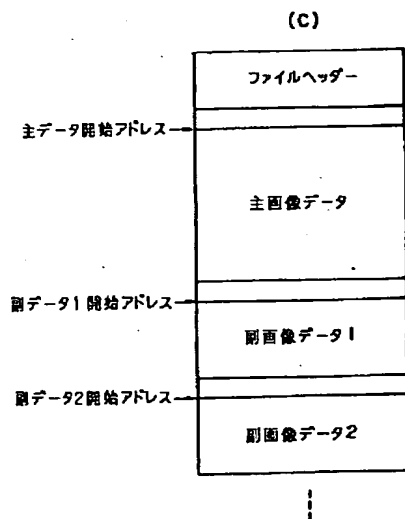 (C)
ファイルヘッダー
主データ開始アドレス
主画像データ
副データ1開始アドレス
副画像データ1
副データ2開始アドレス
副画像データ2